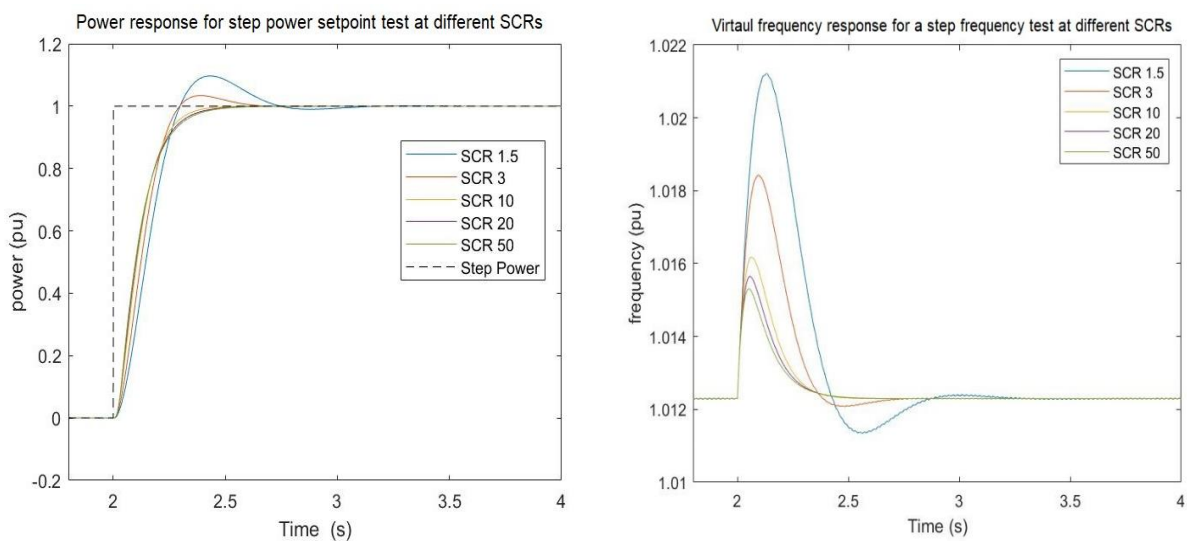 Power response for step power setpoint test at different SCRs
1.2
1
0.8
0.6
0.4
0.2
0
-0.2
power (pu)
SCR 1.5
SCR 3
SCR 10
SCR 20
SCR 50
Step Power
2
2.5
3
3.5
4
Time (s)
Virtaul frequency response for a step frequency test at different SCRs
1.022
1.02
1.018
1.016
1.014
1.012
1.01
frequency (pu)
SCR 1.5
SCR 3
SCR 10
SCR 20
SCR 50
2
2.5
3
3.5
4
Time (s)